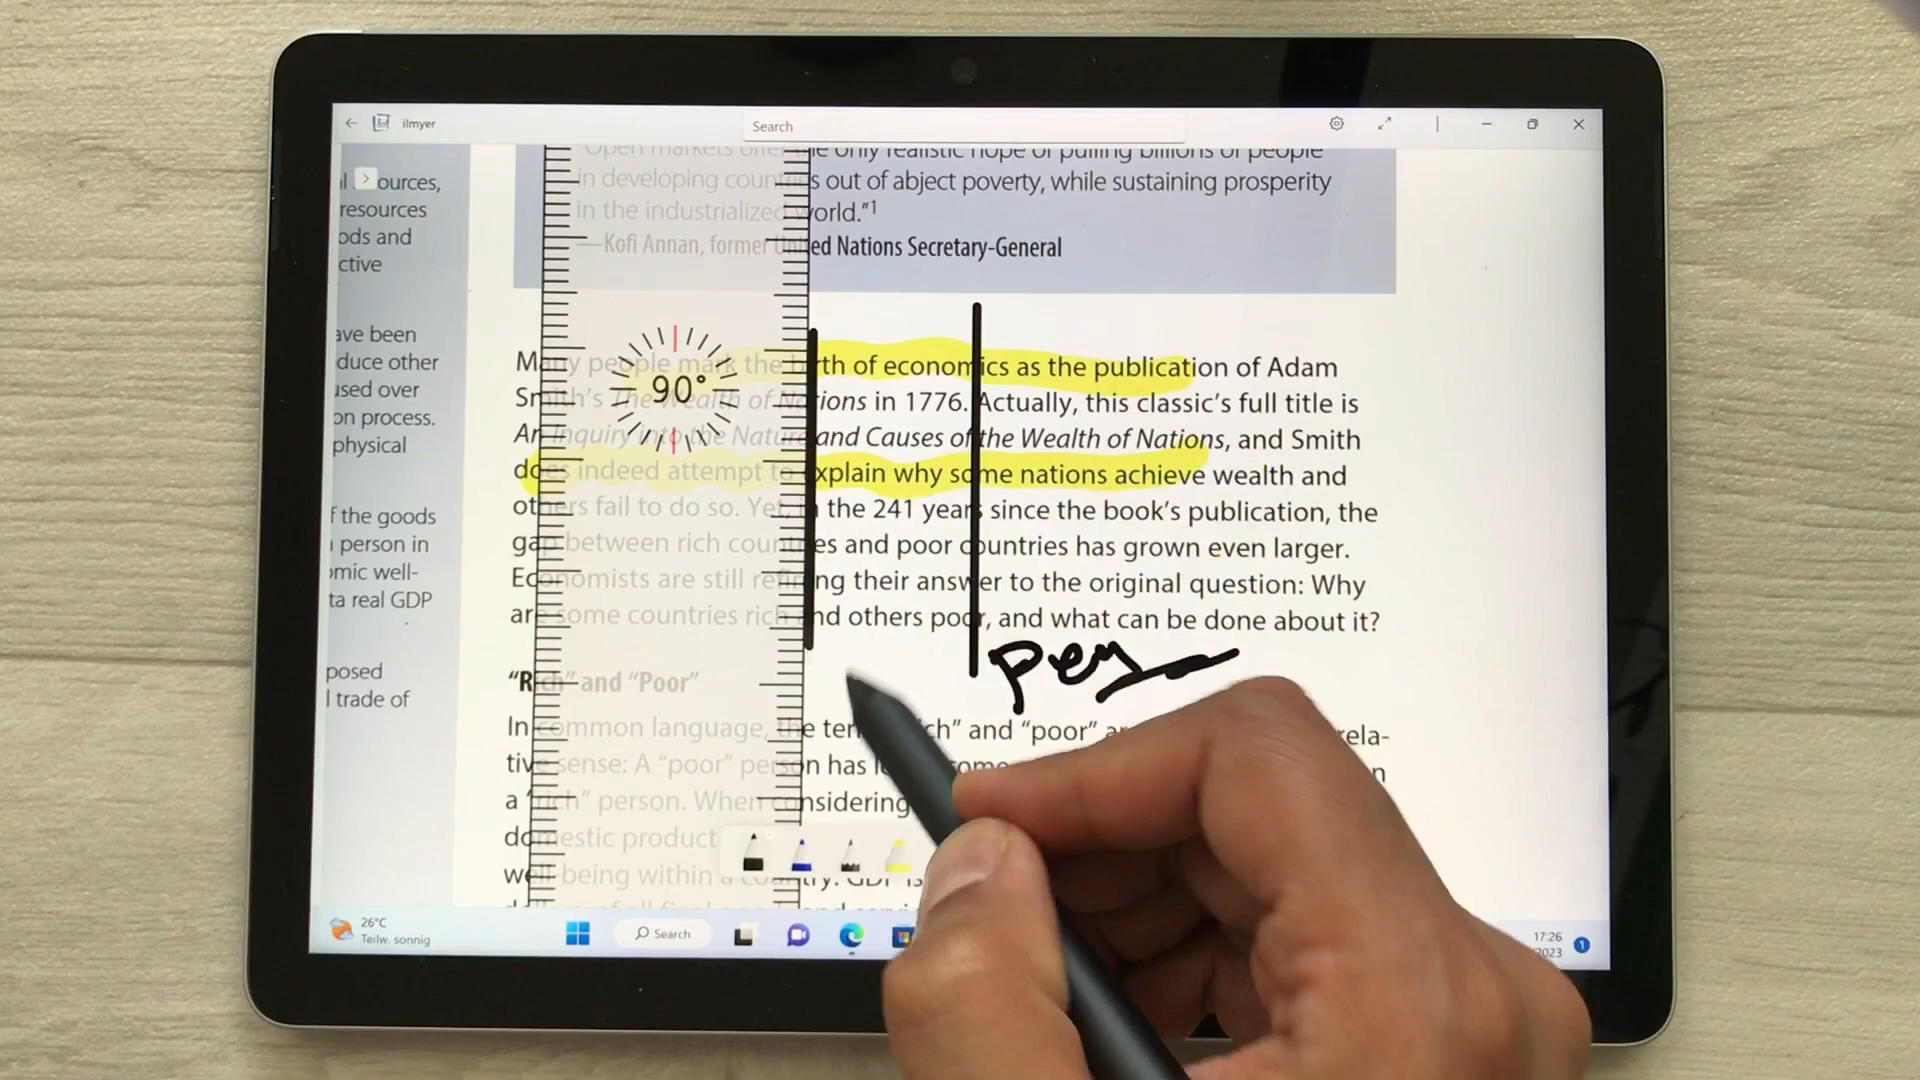 ilmyer
Search
Open markets offer the only realistic hope of pulling billions of people
in developing countries out of abject poverty, while sustaining prosperity
in the industrialized world.”1
—Kofi Annan, former United Nations Secretary-General
ources,
resources
ods and
ctive
ave been
duce other
used over
on process.
physical
f the goods
person in
omic well-
ta real GDP
posed
l trade of
90°
Many people mark the birth of economics as the publication of Adam
Smith’s The Wealth of Nations in 1776. Actually, this classic’s full title is
An Inquiry into the Nature and Causes of the Wealth of Nations, and Smith
does indeed attempt to explain why some nations achieve wealth and
others fail to do so. Yet, in the 241 years since the book’s publication, the
gap between rich countries and poor countries has grown even larger.
Economists are still refining their answer to the original question: Why
are some countries rich and others poor, and what can be done about it?
“Rich” and “Poor”
In common language, the ter ch” and “poor” rela-
tive sense: A “poor” person has
a “rich” person. When considering
domestic product
well-being within a country. GDP is
26°C
Teilw. sonnig
Search
17:26
2023
1